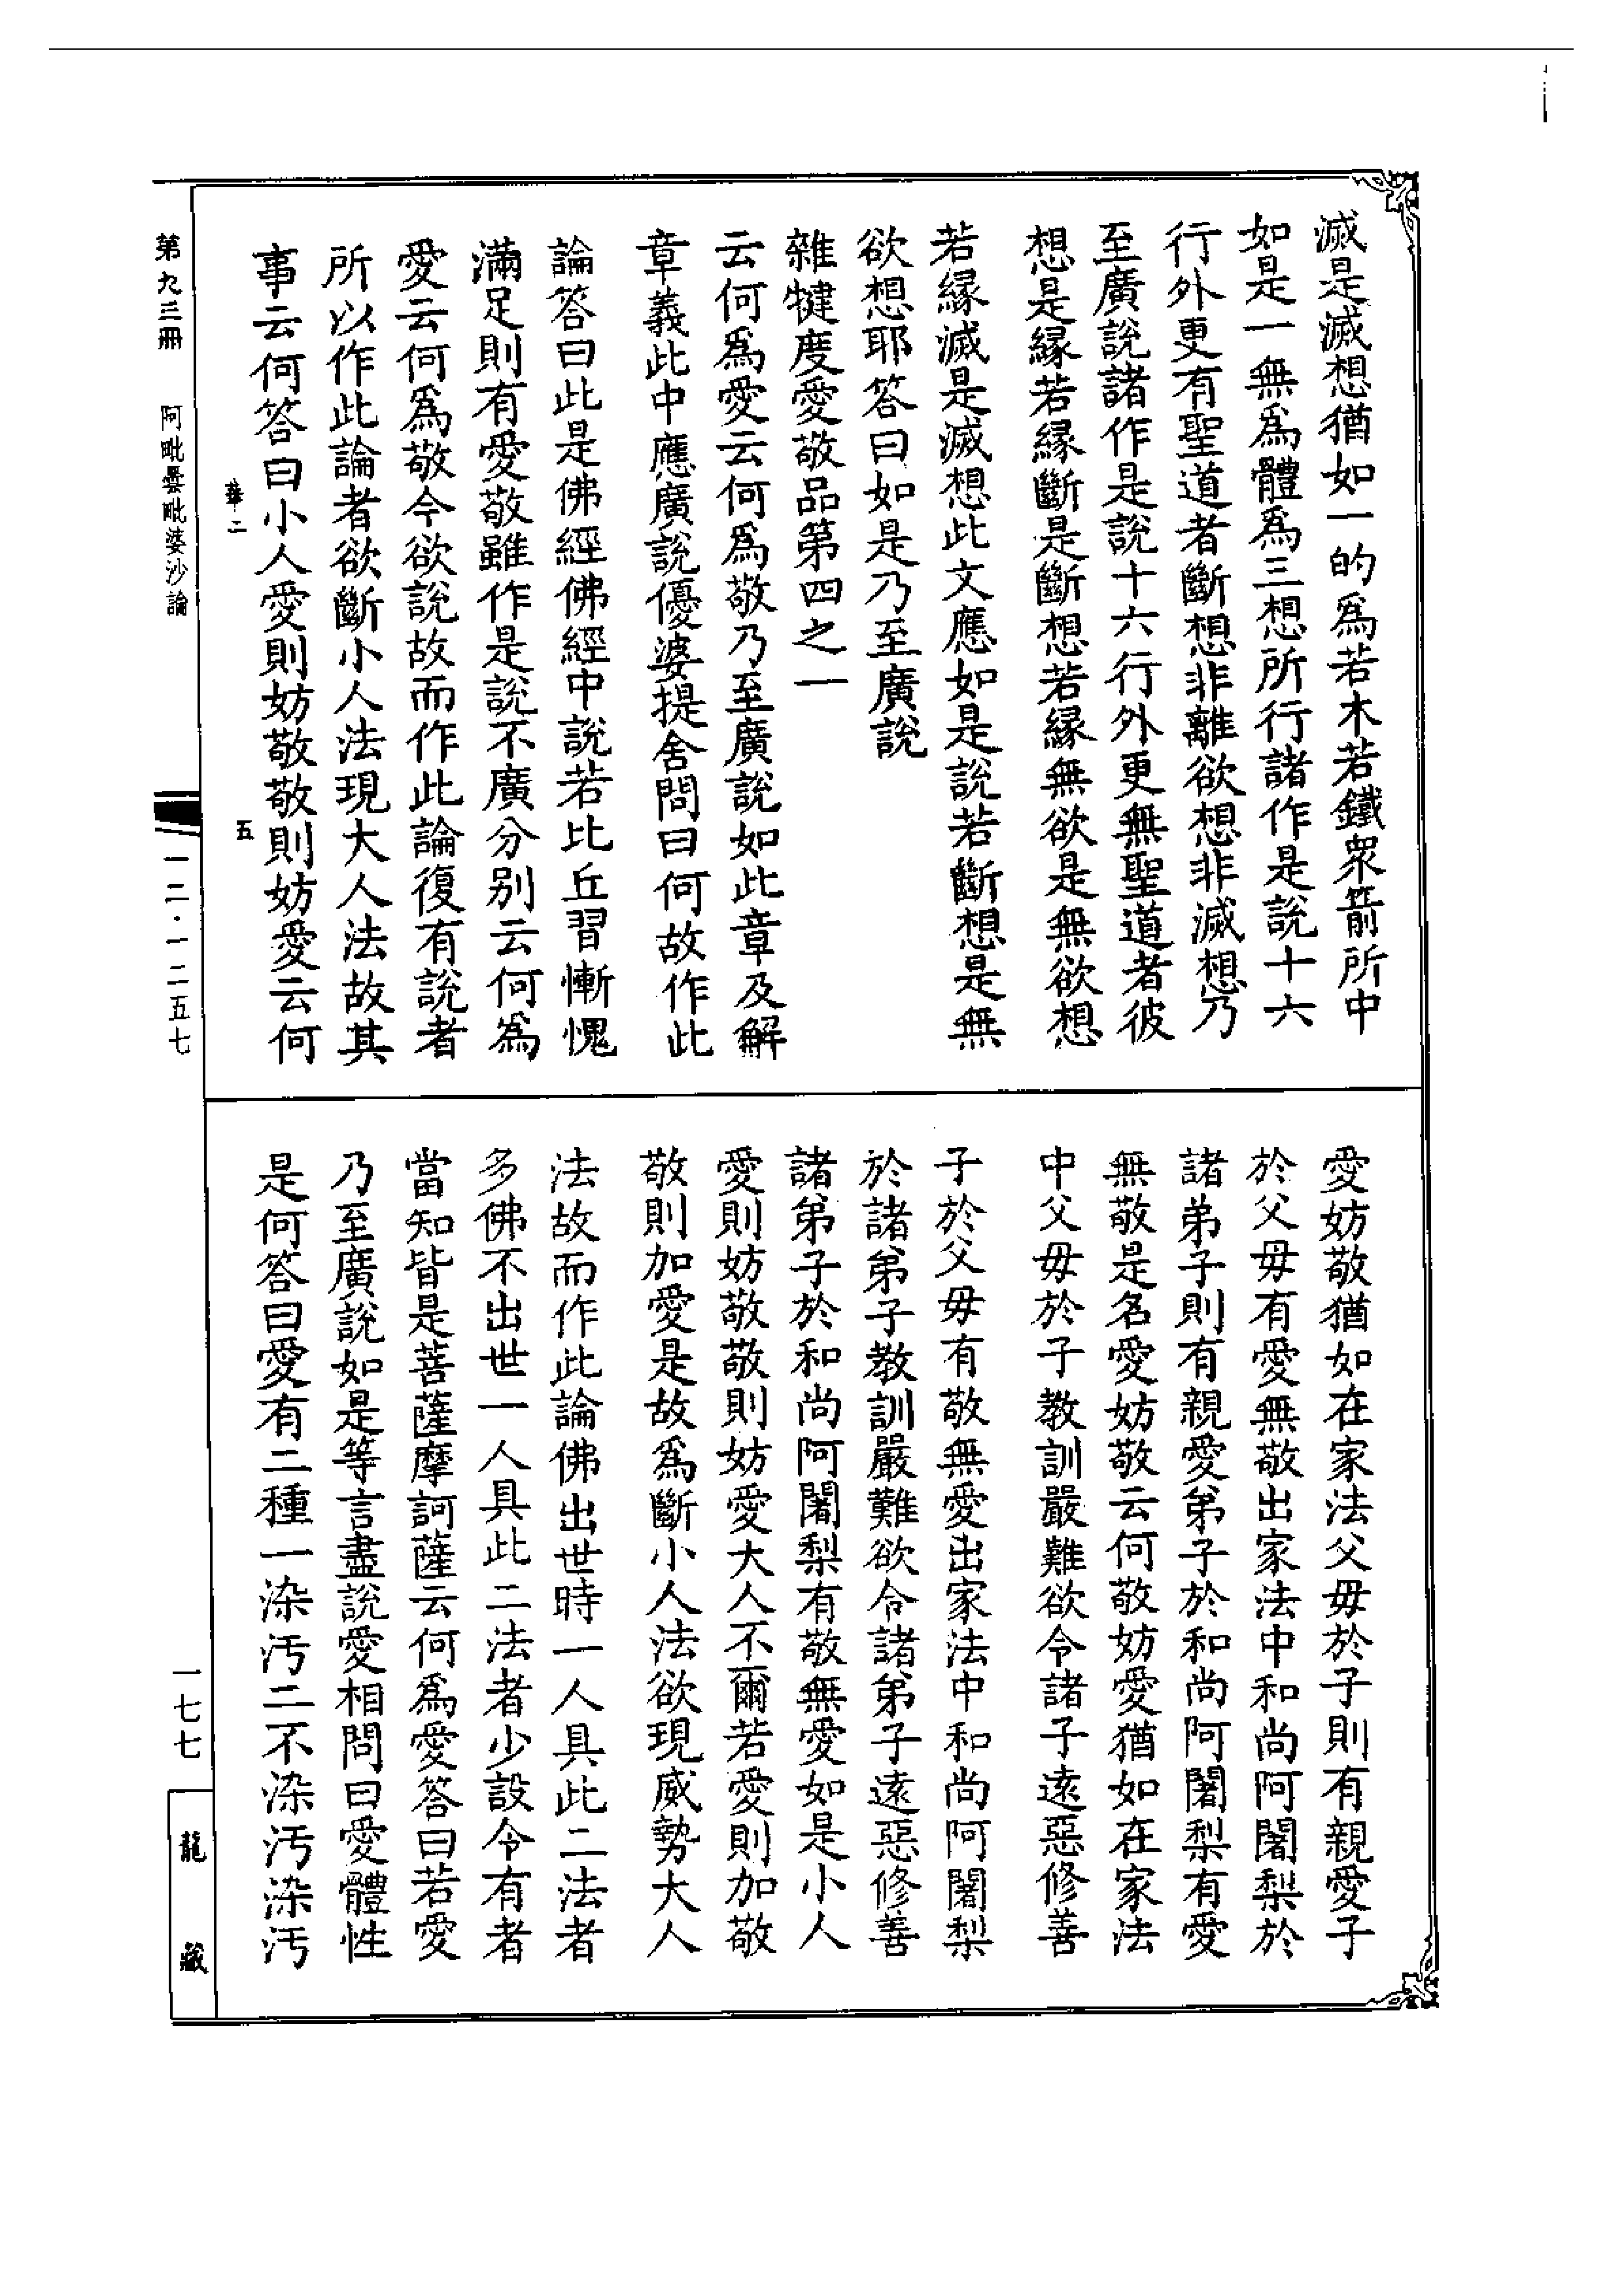 滅是滅想猶如一的為若木若鐵衆箭所中
如是一無為體為三想所行諸作是說十六
行外更有聖道者斷想非離欲想非滅想乃
至廣說諸作是說十六行外更無聖道者彼
想是縁若縁斷是斷想若縁無欲是無欲想
若縁滅是滅想此文應如是說若斷想是無
欲想耶答曰如是乃至廣說
雜犍度愛敬品第四之一
云何為愛云何為敬乃至廣說如此章及解
章義此中應廣說優婆提舍問曰何故作此
論答曰此是佛經佛經中說若比丘習慚愧
滿足則有愛敬雖作是說不廣分別云何為
愛云何為敬今欲說故而作此論復有說者
所以作此論者欲斷小人法現大人法故其
事云何答曰小人愛則妨敬敬則妨愛云何
愛妨敬猶如在家法父毋於子則有親愛子
於父毋有愛無敬出家法中和尚阿闍梨於
諸弟子則有親愛弟子於和尚阿闍梨有愛
無敬是名愛妨敬云何敬妨愛猶如在家法
中父毋於子教訓嚴難欲令諸子遠惡修善
子於父毋有敬無愛出家法中和尚阿闍梨
於諸弟子教訓嚴難欲令諸弟子遠惡修善
諸弟子於和尚阿闍梨有敬無愛如是小人
愛則妨敬敬則妨愛大人不爾若愛則加敬
敬則加愛是故為斷小人法欲現威勢大人
法故而作此論佛出世時一人具此二法者
多佛不出世一人具此二法者少設令有者
當知皆是菩薩摩訶薩云何為愛答曰若愛
乃至廣說如是等言盡說愛相問曰愛體性
是何答曰愛有二種一染汚二不染汚染汚
華二
五
第九三冊 阿毗曇毗婆沙論
一二·一二五七
一七七
龍藏